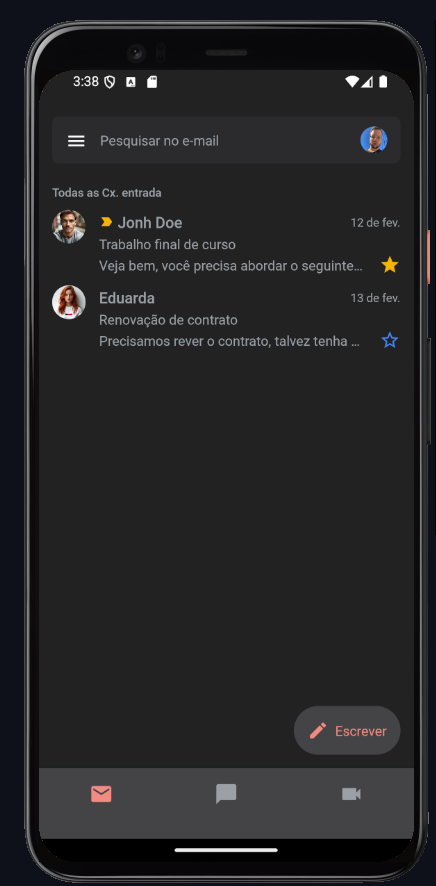 3:38
Pesquisar no e-mail
Todas as Cx. entrada
Jonh Doe 12 de fev.
Trabalho final de curso
Veja bem, você precisa abordar o seguinte...
Eduarda 13 de fev.
Renovação de contrato
Precisamos rever o contrato, talvez tenha ...
Escrever